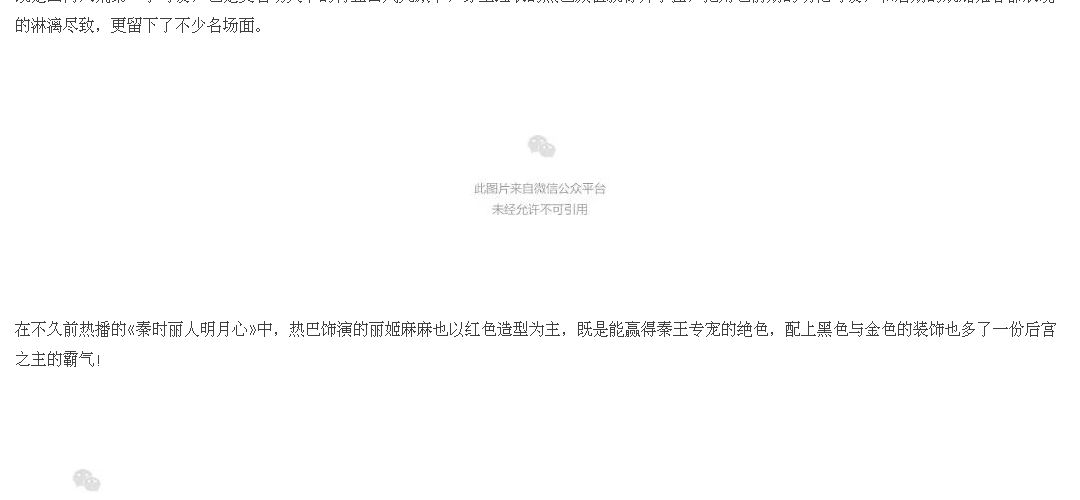 的淋漓尽致，更留下了不少名场面。
此图片来自微信公众平台
未经允许不可引用
在不久前热播的《秦时丽人明月心》中，热巴饰演的丽姬麻麻也以红色造型为主，既是能赢得秦王专宠的绝色，配上黑色与金色的装饰也多了一份后宫
之主的霸气！